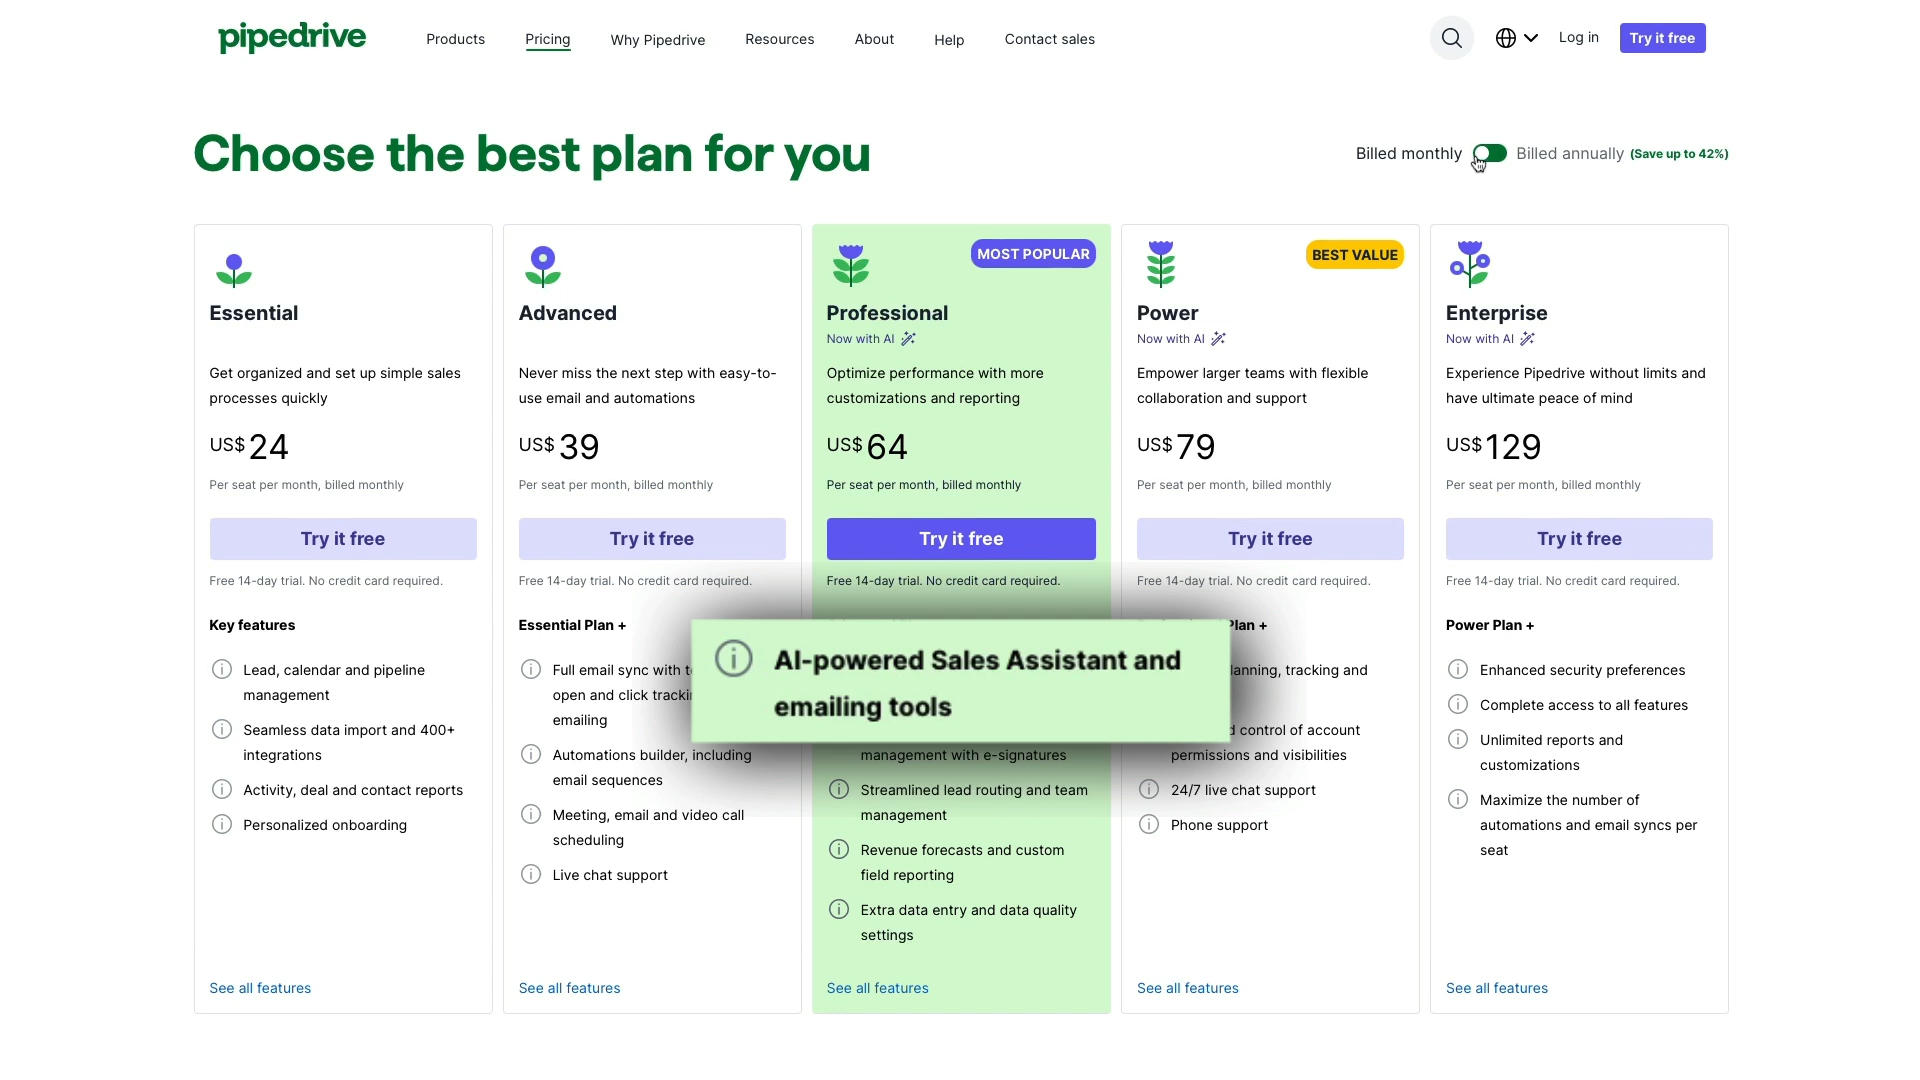 pipedrive
Products
Pricing
Why Pipedrive
Resources
About
Help
Contact sales
Log in
Try it free
Choose the best plan for you
Billed monthly
Billed annually (Save up to 42%)
Essential
Get organized and set up simple sales
processes quickly
US$ 24
Per seat per month, billed monthly
Try it free
Free 14-day trial. No credit card required.
Key features
Lead, calendar and pipeline
management
Seamless data import and 400+
integrations
Activity, deal and contact reports
Personalized onboarding
See all features
Advanced
Never miss the next step with easy-to-
use email and automations
US$ 39
Per seat per month, billed monthly
Try it free
Free 14-day trial. No credit card required.
Essential Plan +
Full email sync with
open and click
emailing
Automations builder, including
email sequences
Meeting, email and video call
scheduling
Live chat support
See all features
MOST POPULAR
Professional
Now with AI
Optimize performance with more
customizations and reporting
US$ 64
Per seat per month, billed monthly
Try it free
Free 14-day trial. No credit card required.
AI-powered Sales Assistant and
emailing tools
management with e-signatures
Streamlined lead routing and team
management
Revenue forecasts and custom
field reporting
Extra data entry and data quality
settings
See all features
BEST VALUE
Power
Now with AI
Empower larger teams with flexible
collaboration and support
US$ 79
Per seat per month, billed monthly
Try it free
Free 14-day trial. No credit card required.
Plan +
tracking and
control of account
permissions and visibilities
24/7 live chat support
Phone support
See all features
Enterprise
Now with AI
Experience Pipedrive without limits and
have ultimate peace of mind
US$ 129
Per seat per month, billed monthly
Try it free
Free 14-day trial. No credit card required.
Power Plan +
Enhanced security preferences
Complete access to all features
Unlimited reports and
customizations
Maximize the number of
automations and email syncs per
seat
See all features